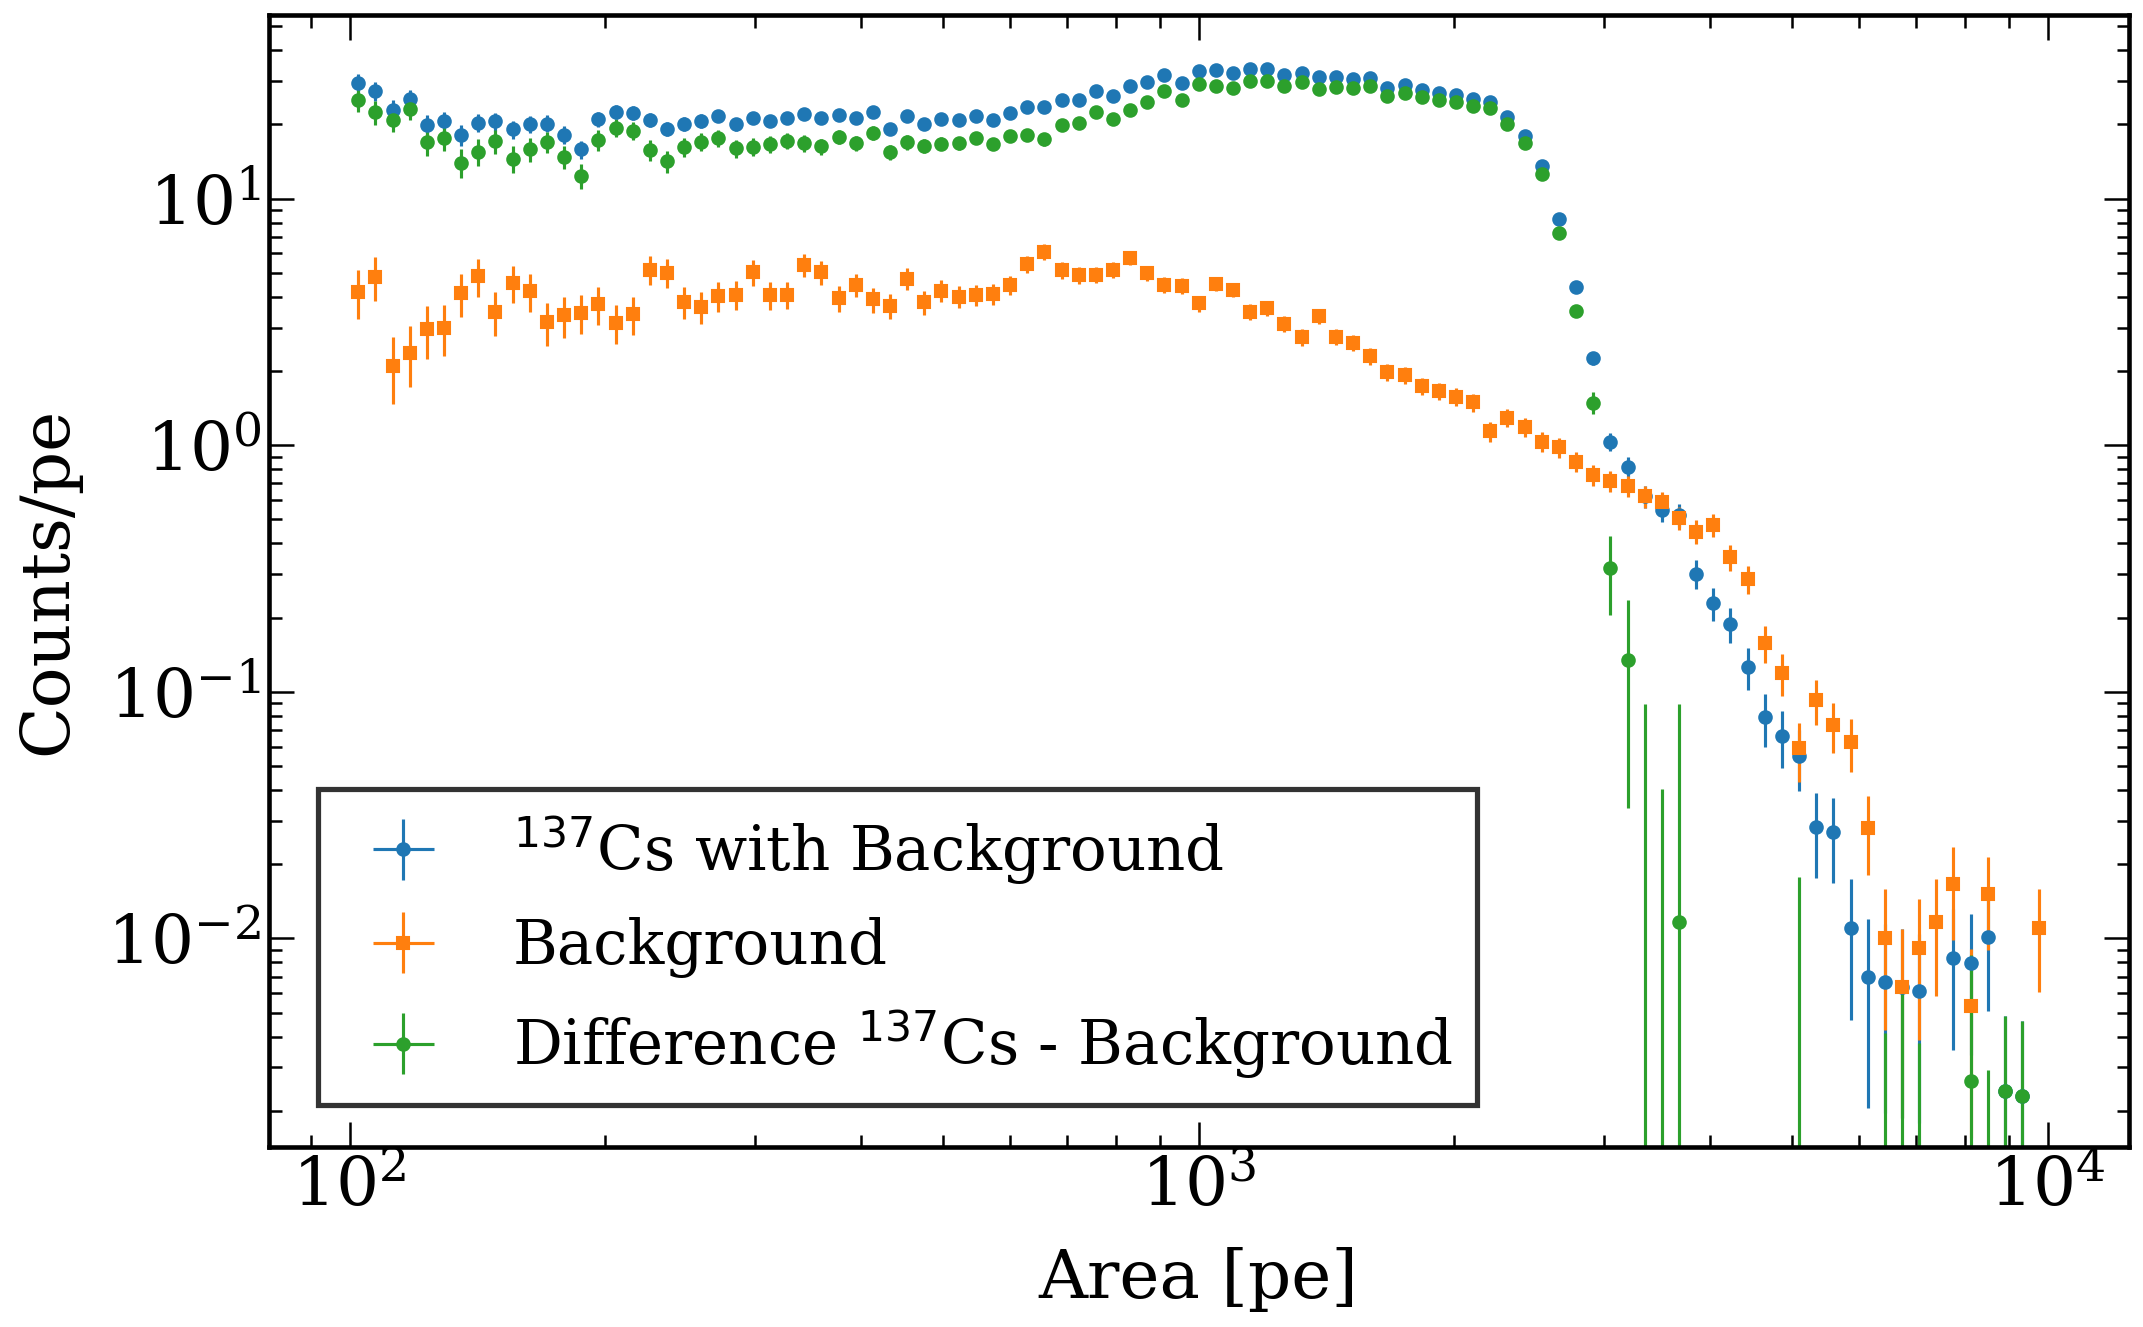 Counts/pe
10¹
10⁰
10⁻¹
10⁻²
¹³⁷Cs with Background
Background
Difference ¹³⁷Cs - Background
10² 10³ 10⁴
Area [pe]